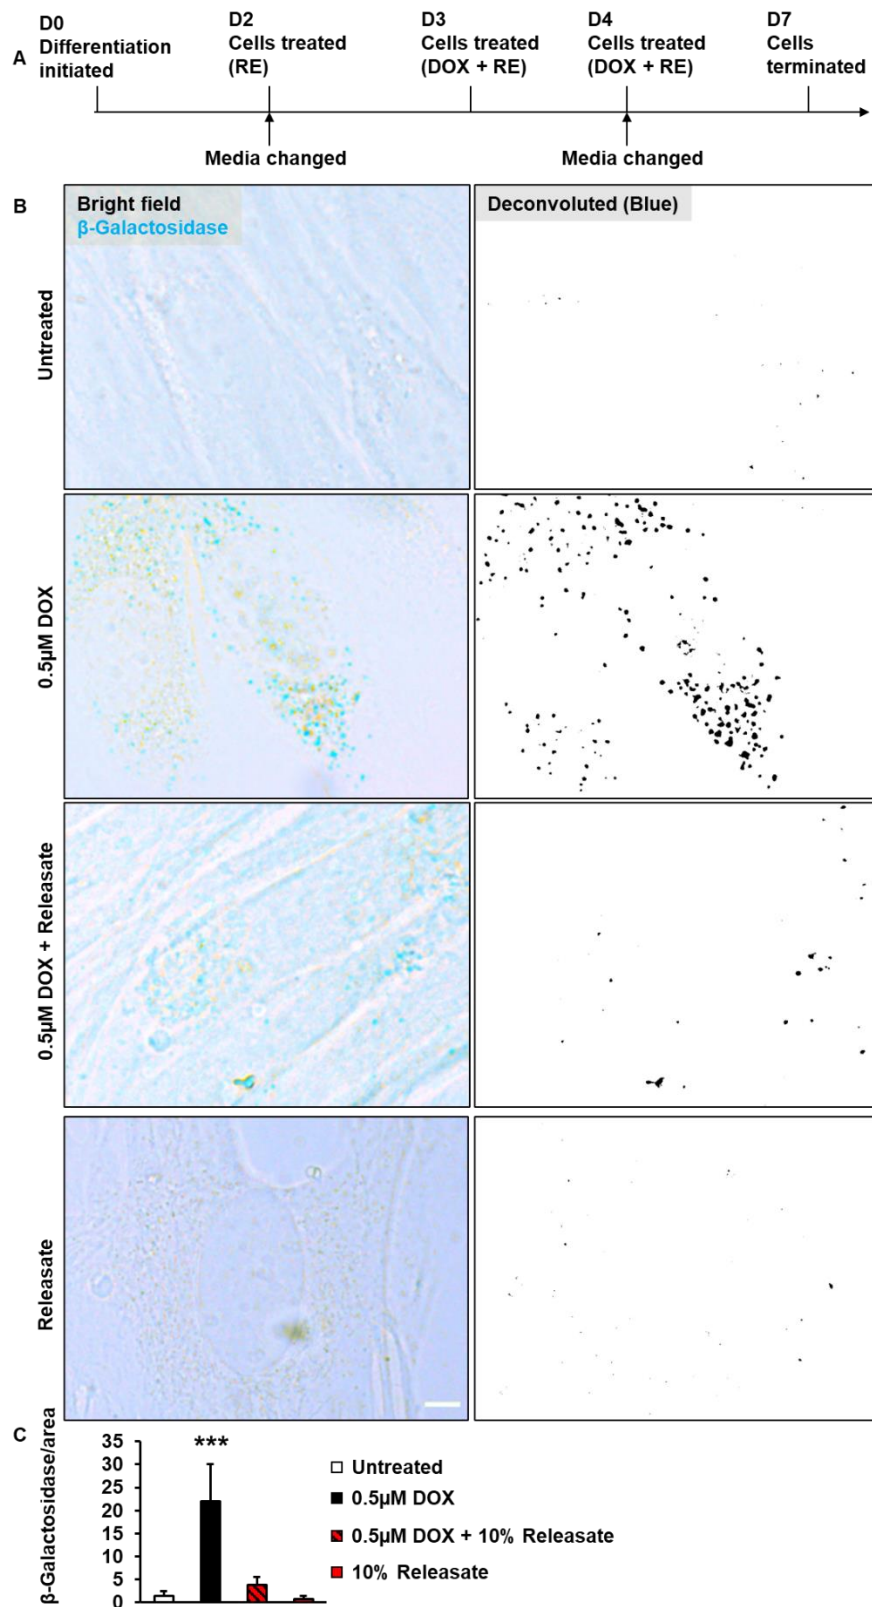 A
D0
Differentiation
initiated
D2
Cells treated
(RE)
D3
Cells treated
(DOX + RE)
D4
Cells treated
(DOX + RE)
D7
Cells
terminated
Media changed
Media changed
B
Bright field
β-Galactosidase
Deconvoluted (Blue)
Untreated
0.5µM DOX
0.5µM DOX + Releasate
Releasate
C
β-Galactosidase/area
35
30
25
20
15
10
5
0
***
Untreated
0.5µM DOX
0.5µM DOX + 10% Releasate
10% Releasate